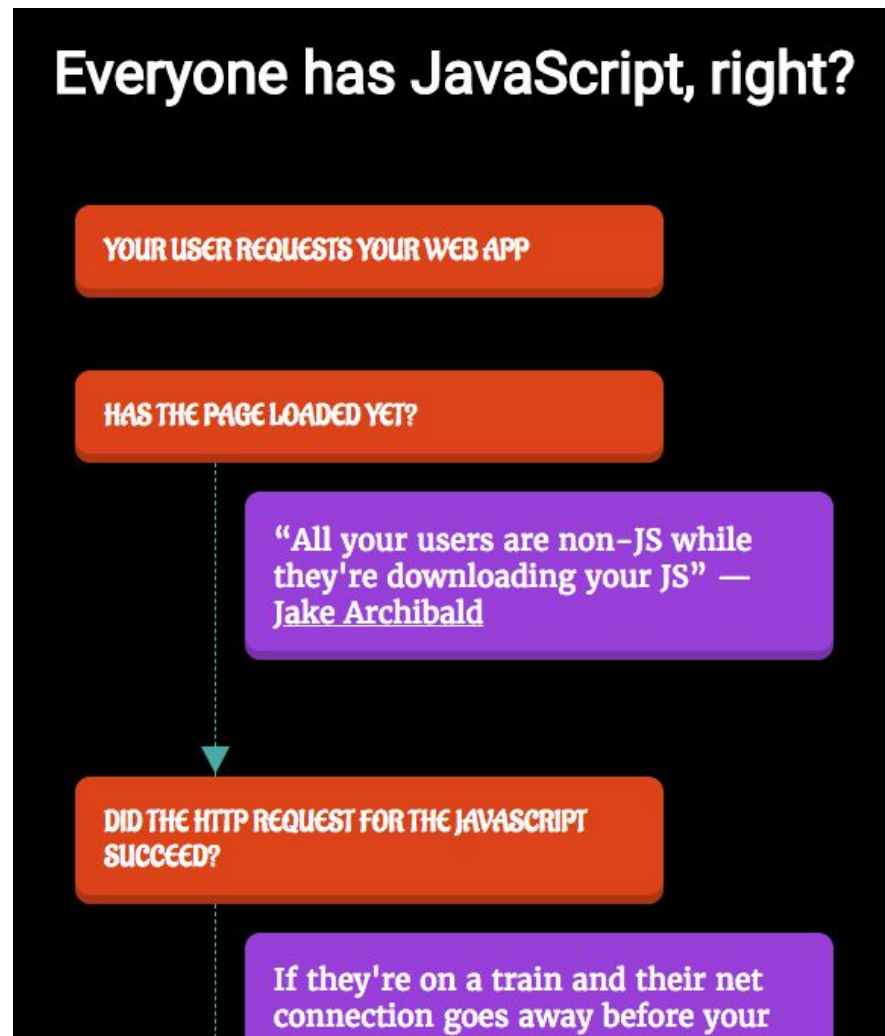 Everyone has JavaScript, right?
YOUR USER REQUESTS YOUR WEB APP
HAS THE PAGE LOADED YET?
“All your users are non-JS while
they're downloading your JS” —
Jake Archibald
DID THE HTTP REQUEST FOR THE JAVASCRIPT
SUCCEED?
If they're on a train and their net
connection goes away before your